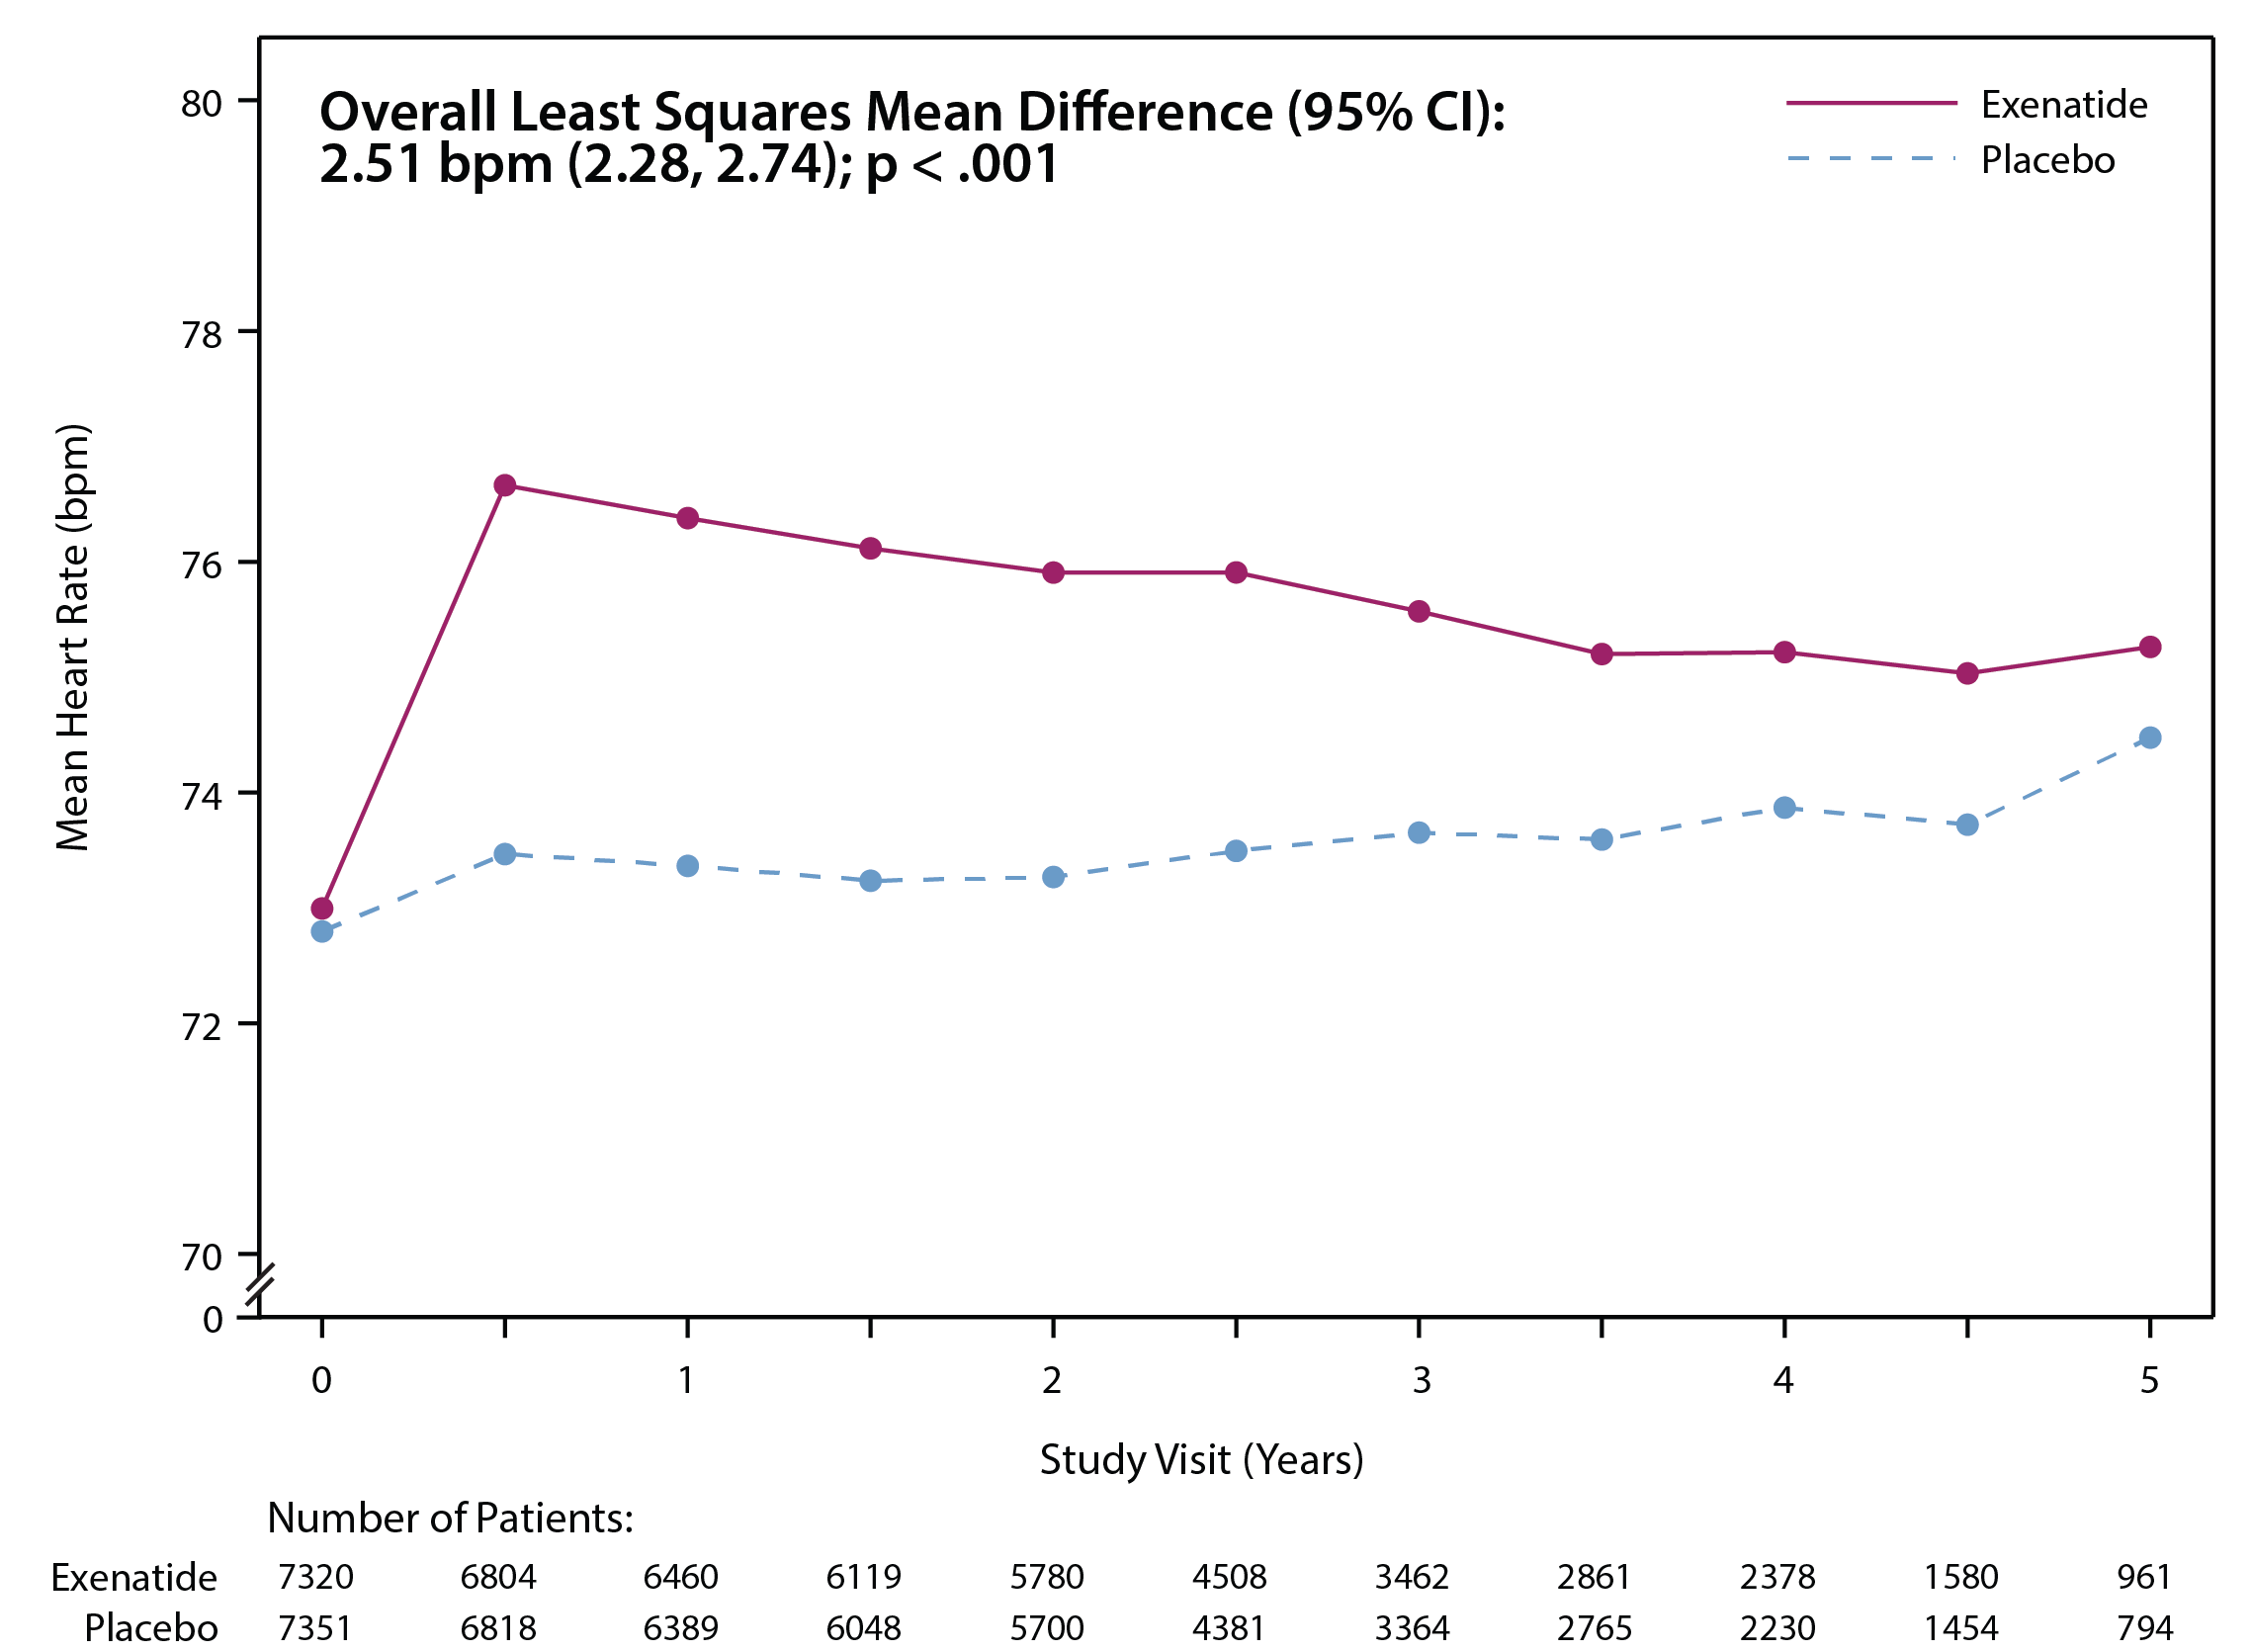 Overall Least Squares Mean Difference (95% CI):
2.51 bpm (2.28, 2.74); p < .001
Exenatide
Placebo
Mean Heart Rate (bpm)
80
78
76
74
72
70
0
0 1 2 3 4 5
Study Visit (Years)
Number of Patients:
Exenatide 7320 6804 6460 6119 5780 4508 3462 2861 2378 1580 961
Placebo 7351 6818 6389 6048 5700 4381 3364 2765 2230 1454 794